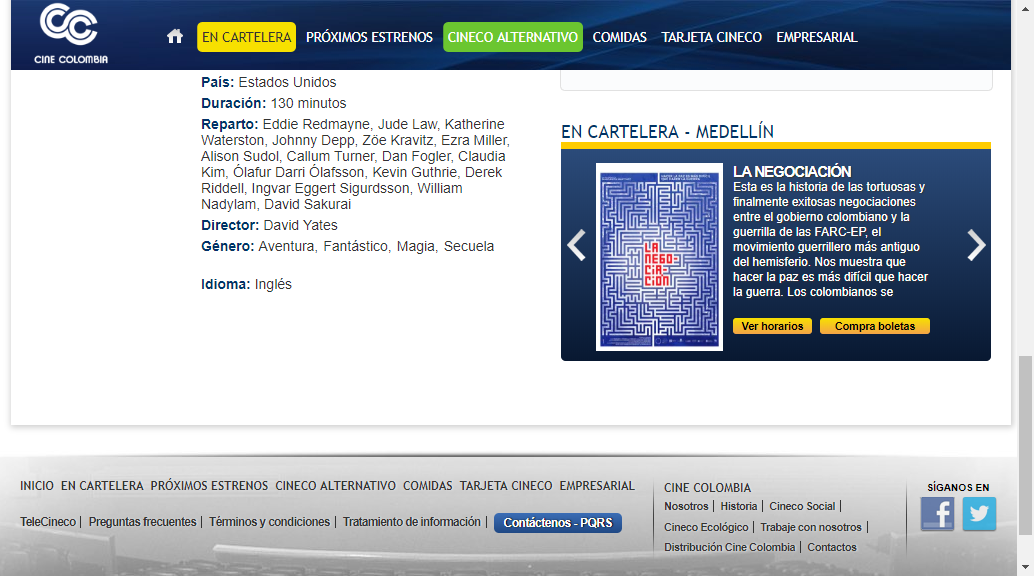 CINE COLOMBIA
EN CARTELERA
PRÓXIMOS ESTRENOS
CINECO ALTERNATIVO
COMIDAS
TARJETA CINECO
EMPRESARIAL
País: Estados Unidos
Duración: 130 minutos
Reparto: Eddie Redmayne, Jude Law, Katherine
Waterston, Johnny Depp, Zöe Kravitz, Ezra Miller,
Alison Sudol, Callum Turner, Dan Fogler, Claudia
Kim, Ólafur Darri Ólafsson, Kevin Guthrie, Derek
Riddell, Ingvar Eggert Sigurdsson, William
Nadylam, David Sakurai
Director: David Yates
Género: Aventura, Fantástico, Magia, Secuela
Idioma: Inglés
EN CARTELERA - MEDELLÍN
LA
NEGO-
CIA-
CIÓN
LA NEGOCIACIÓN
Esta es la historia de las tortuosas y
finalmente exitosas negociaciones
entre el gobierno colombiano y la
guerrilla de las FARC-EP, el
movimiento guerrillero más antiguo
del hemisferio. Nos muestra que
hacer la paz es más difícil que hacer
la guerra. Los colombianos se
Ver horarios
Compra boletas
INICIO EN CARTELERA PRÓXIMOS ESTRENOS CINECO ALTERNATIVO COMIDAS TARJETA CINECO EMPRESARIAL
TeleCineco | Preguntas frecuentes | Términos y condiciones | Tratamiento de información |
Contáctenos - PQRS
CINE COLOMBIA
Nosotros | Historia | Cineco Social |
Cineco Ecológico | Trabaje con nosotros |
Distribución Cine Colombia | Contactos
SÍGANOS EN